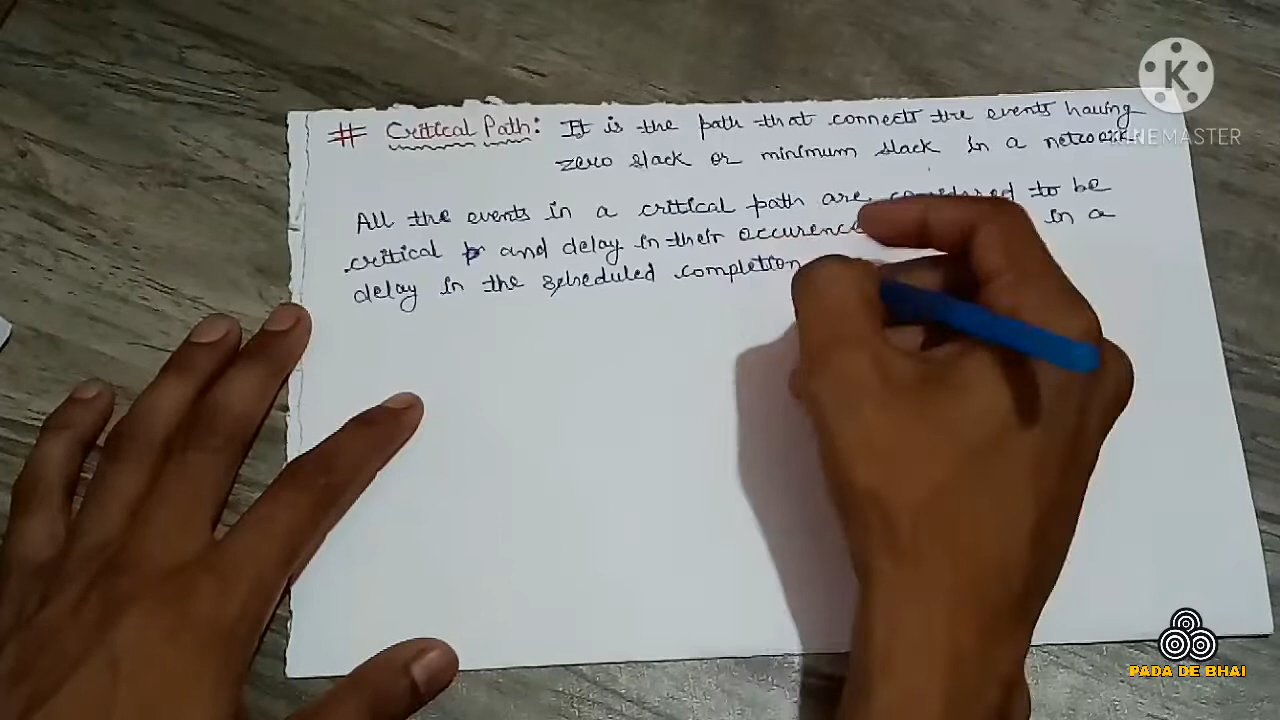 # Critical Path: It is the path that connects the events having
zero slack or minimum slack in a network.
All the events in a critical path are considered to be
critical and delay in their occurence in a
delay in the scheduled completion
K
KINEMASTER
PADA DE BHAI